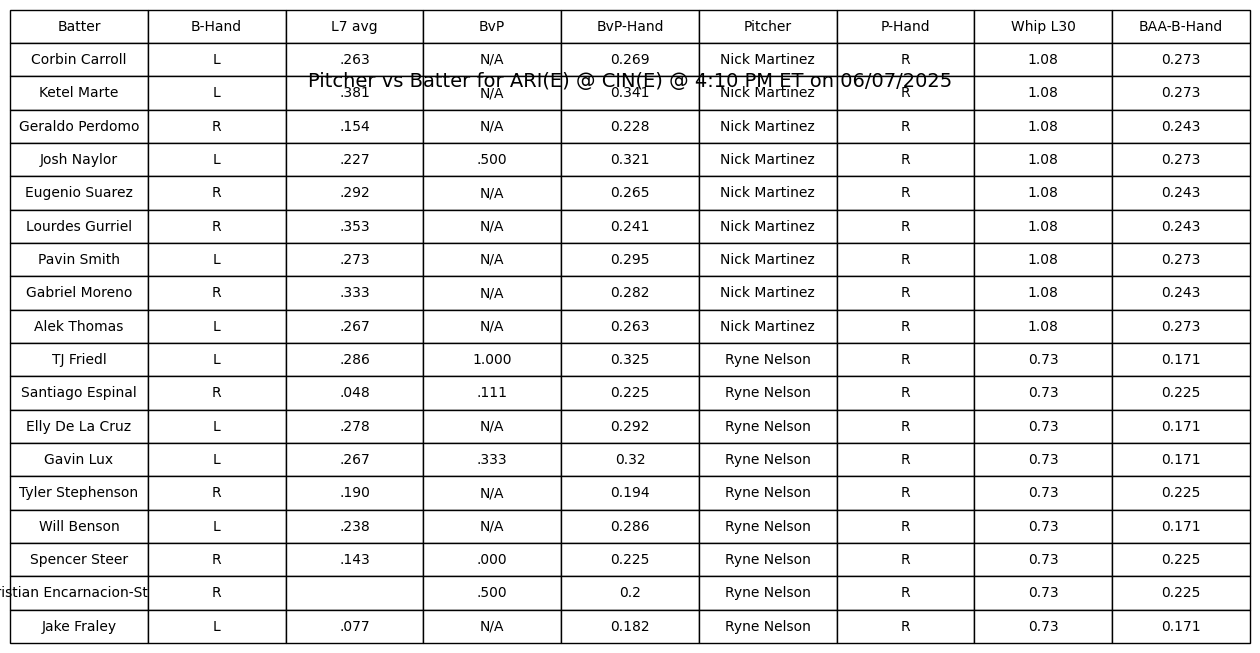 Batter B-Hand L7 avg BvP BvP-Hand Pitcher P-Hand Whip L30 BAA-B-Hand
Corbin Carroll L .263 N/A 0.269 Nick Martinez R 1.08 0.273
Pitcher vs Batter for ARI(E) @ CIN(E) @ 4:10 PM ET on 06/07/2025
Ketel Marte L .381 N/A 0.341 Nick Martinez R 1.08 0.273
Geraldo Perdomo R .154 N/A 0.228 Nick Martinez R 1.08 0.243
Josh Naylor L .227 .500 0.321 Nick Martinez R 1.08 0.273
Eugenio Suarez R .292 N/A 0.265 Nick Martinez R 1.08 0.243
Lourdes Gurriel R .353 N/A 0.241 Nick Martinez R 1.08 0.243
Pavin Smith L .273 N/A 0.295 Nick Martinez R 1.08 0.273
Gabriel Moreno R .333 N/A 0.282 Nick Martinez R 1.08 0.243
Alek Thomas L .267 N/A 0.263 Nick Martinez R 1.08 0.273
TJ Friedl L .286 1.000 0.325 Ryne Nelson R 0.73 0.171
Santiago Espinal R .048 .111 0.225 Ryne Nelson R 0.73 0.225
Elly De La Cruz L .278 N/A 0.292 Ryne Nelson R 0.73 0.171
Gavin Lux L .267 .333 0.32 Ryne Nelson R 0.73 0.171
Tyler Stephenson R .190 N/A 0.194 Ryne Nelson R 0.73 0.225
Will Benson L .238 N/A 0.286 Ryne Nelson R 0.73 0.171
Spencer Steer R .143 .000 0.225 Ryne Nelson R 0.73 0.225
istian Encarnacion-St R .500 0.2 Ryne Nelson R 0.73 0.225
Jake Fraley L .077 N/A 0.182 Ryne Nelson R 0.73 0.171